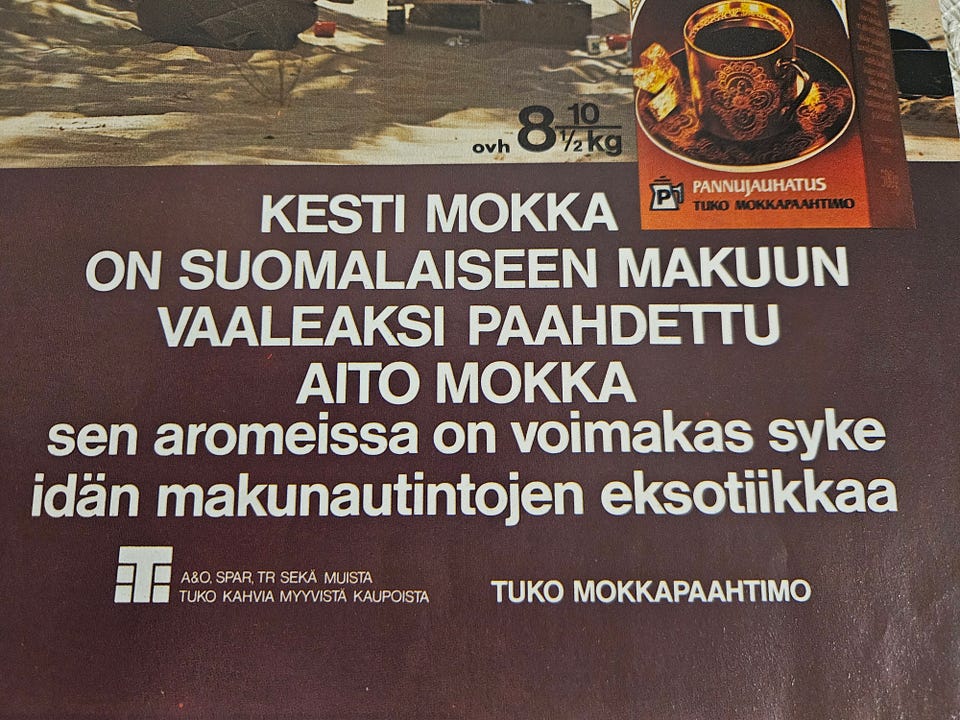 ovh 8 10
½ kg
P PANNUJAUHATUS
TUKO MOKKAPAAHTIMO
500g
KESTI MOKKA
ON SUOMALAISEEN MAKUUN
VAALEAKSI PAAHDETTU
AITO MOKKA
sen aromeissa on voimakas syke
idän makunautintojen eksotiikkaa
T A&O, SPAR, TR SEKÄ MUISTA
TUKO KAHVIA MYYVISTÄ KAUPOISTA
TUKO MOKKAPAAHTIMO